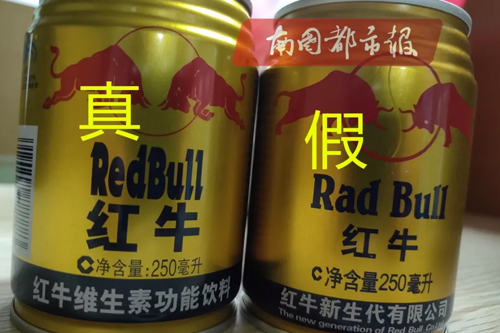 南国都市报
真
RedBull
红牛
净含量:250毫升
红牛维生素功能饮料
假
Rad Bull
红牛
净含量250毫升
红牛新生代有限公司
The new generation of Red Bull